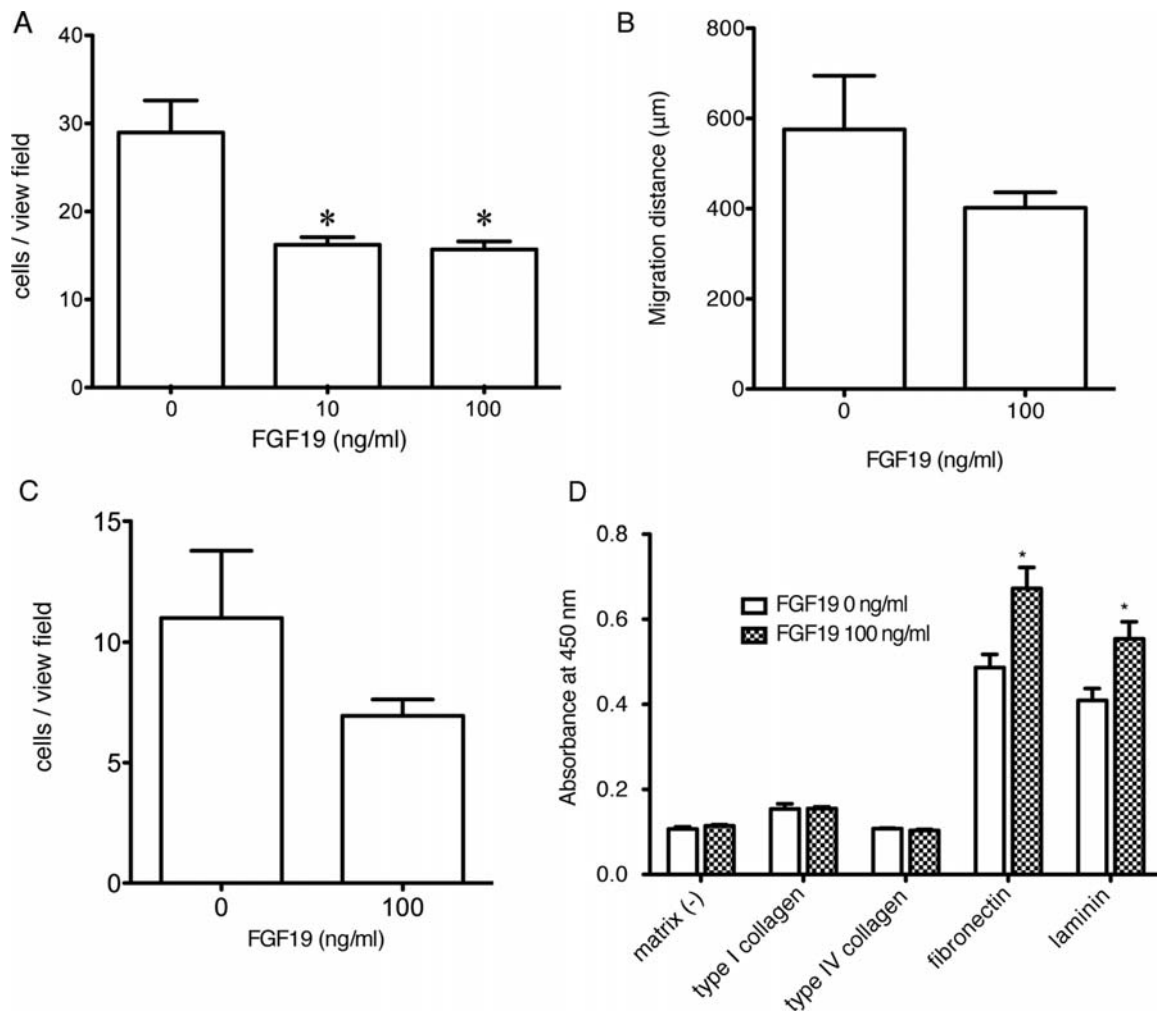 A
cells / view field
40
30
20
10
0
*
*
0 10 100
FGF19 (ng/ml)
B
Migration distance (µm)
800
600
400
200
0
0 100
FGF19 (ng/ml)
C
cells / view field
15
10
5
0
0 100
FGF19 (ng/ml)
D
Absorbance at 450 nm
0.8
0.6
0.4
0.2
0.0
FGF19 0 ng/ml
FGF19 100 ng/ml
*
*
matrix (-)
type I collagen
type IV collagen
fibronectin
laminin